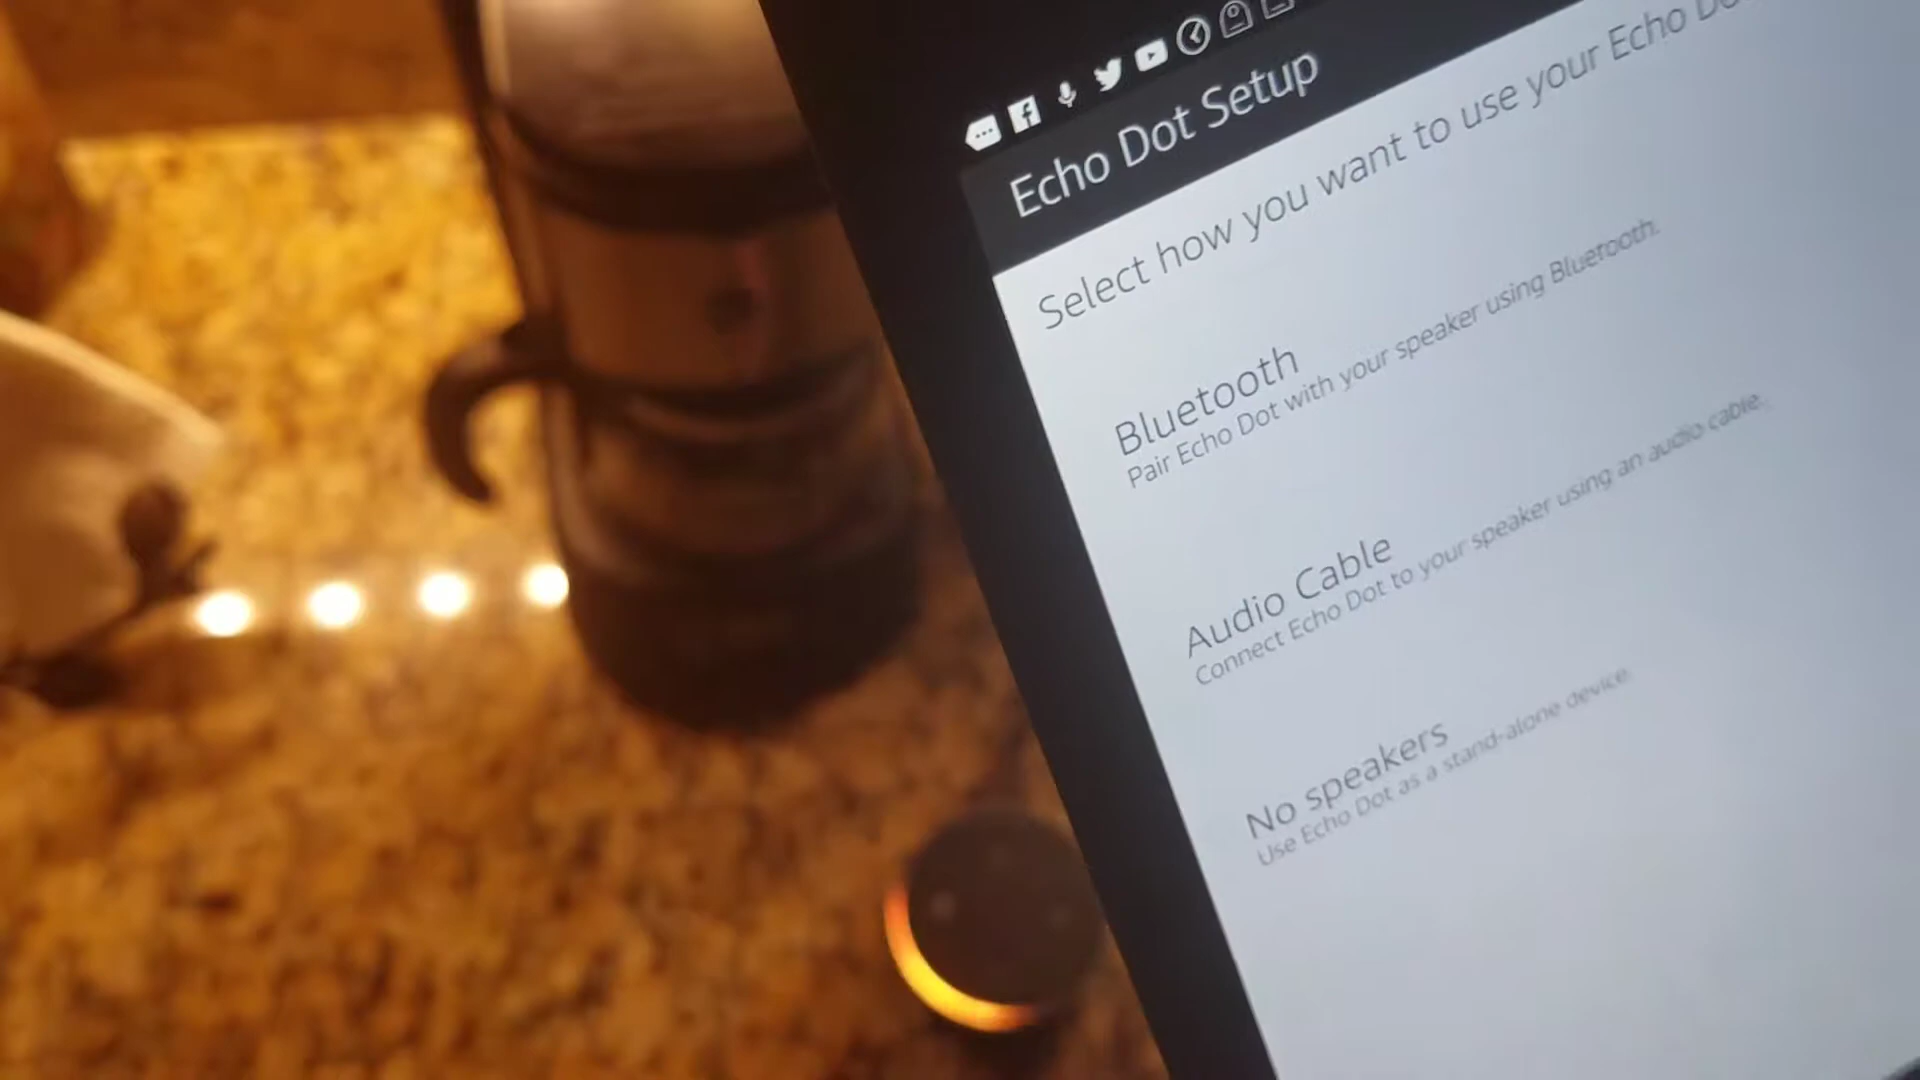 Echo Dot Setup
Select how you want to use your Echo
Bluetooth
Pair Echo Dot with your speaker using Bluetooth.
Audio Cable
Connect Echo Dot to your speaker using an audio cable.
No speakers
Use Echo Dot as a stand-alone device.